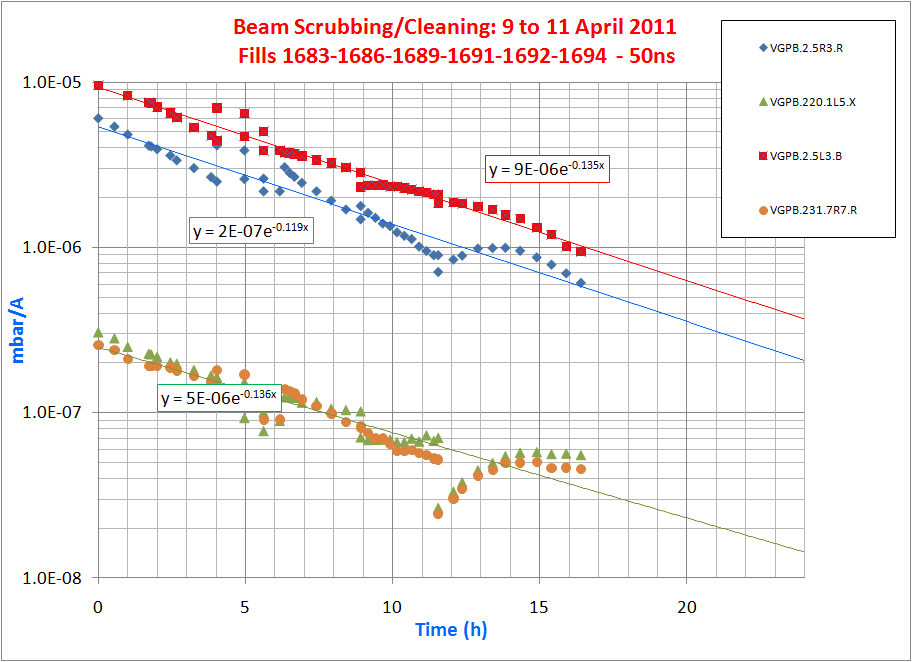 Beam Scrubbing/Cleaning: 9 to 11 April 2011
Fills 1683-1686-1689-1691-1692-1694 - 50ns
VGPB.2.5R3.R
VGPB.220.1L5.X
VGPB.2.5L3.B
VGPB.231.7R7.R
1.0E-05
1.0E-06
1.0E-07
1.0E-08
mbar/A
y = 9E-06e-0.135x
y = 2E-07e-0.119x
y = 5E-06e-0.136x
0 5 10 15 20
Time (h)